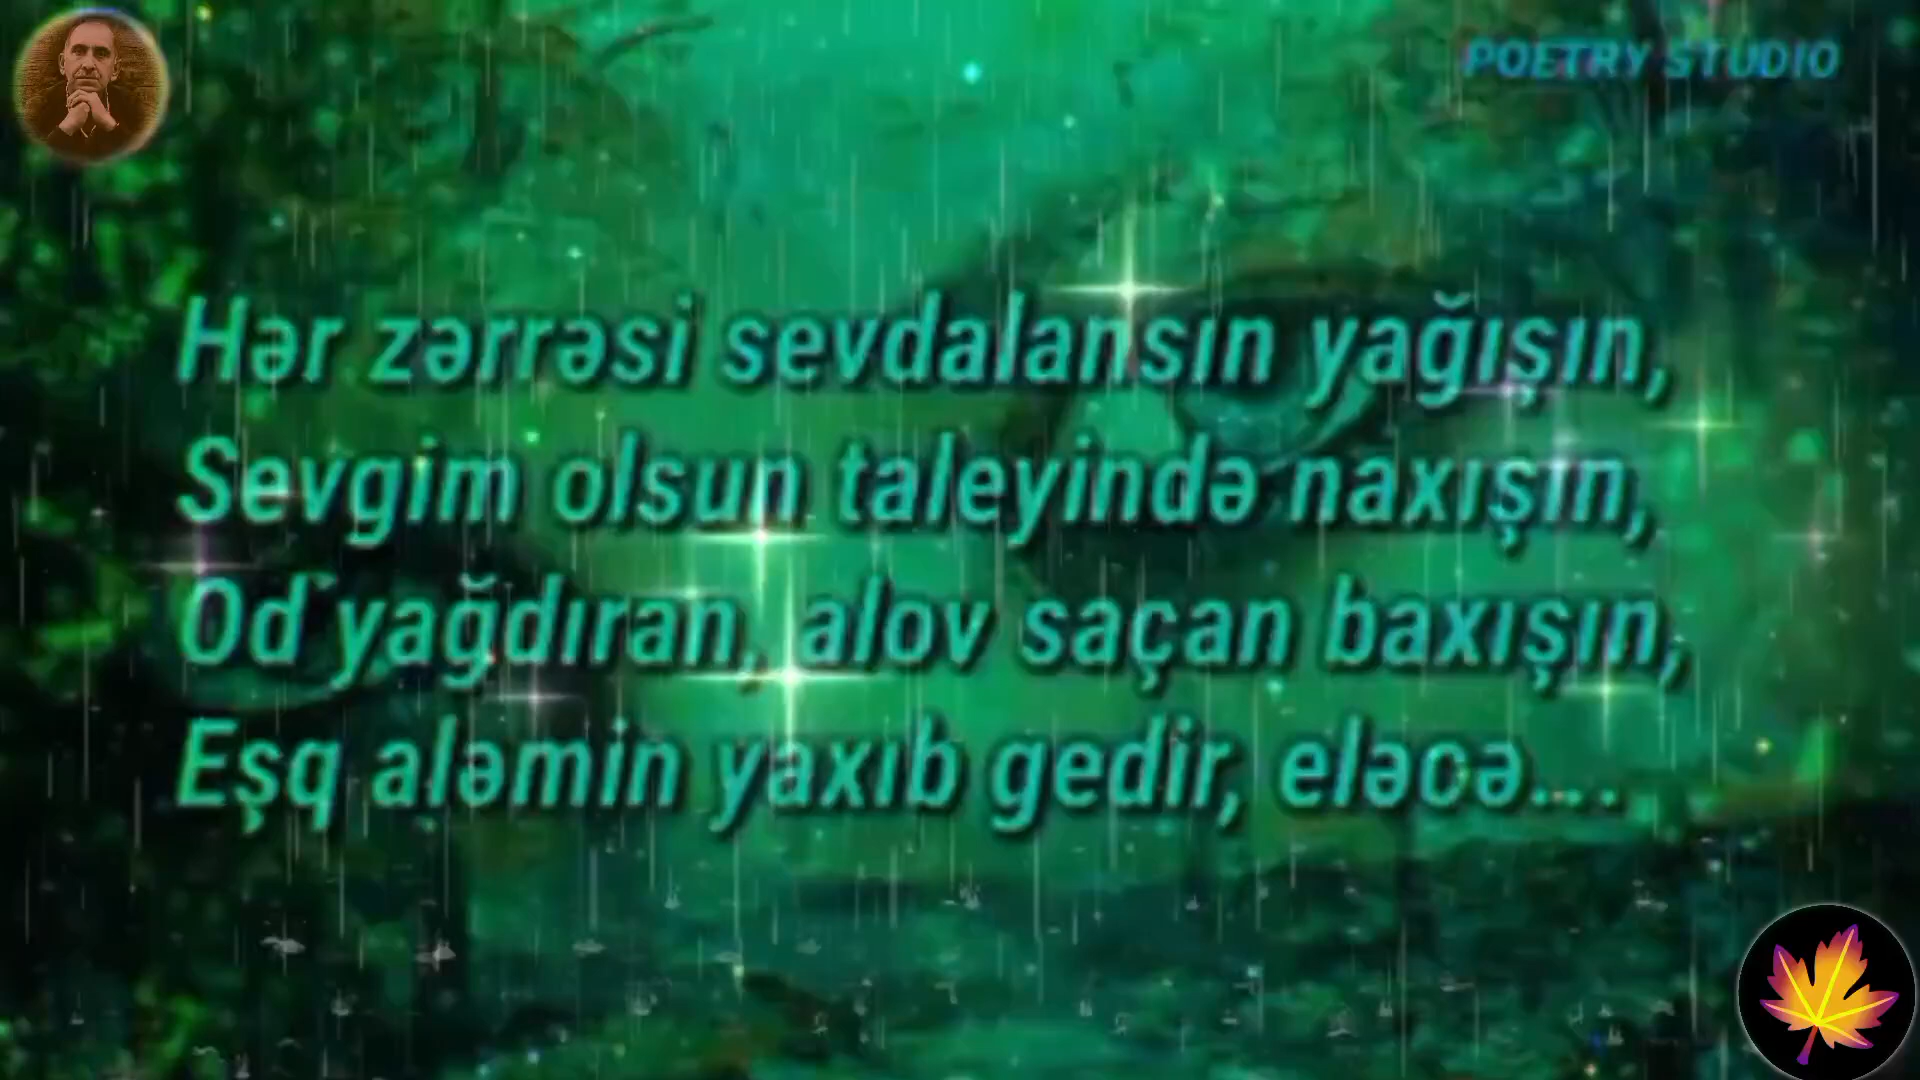 POETRY STUDIO
Hər zərrəsi sevdalansın yağışın,
Sevgim olsun taleyində naxışın,
Od yağdıran, alov saçan baxışın,
Eşq aləmin yaxıb gedir, eləcə...